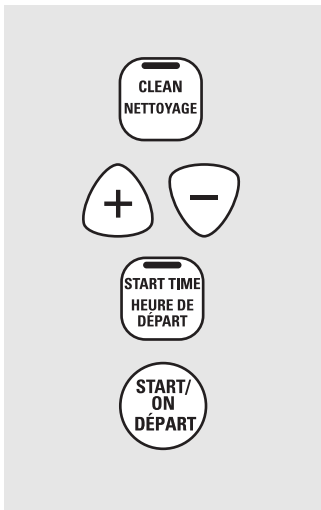 CLEAN
NETTOYAGE
+
−
START TIME
HEURE DE
DÉPART
START/
ON
DÉPART